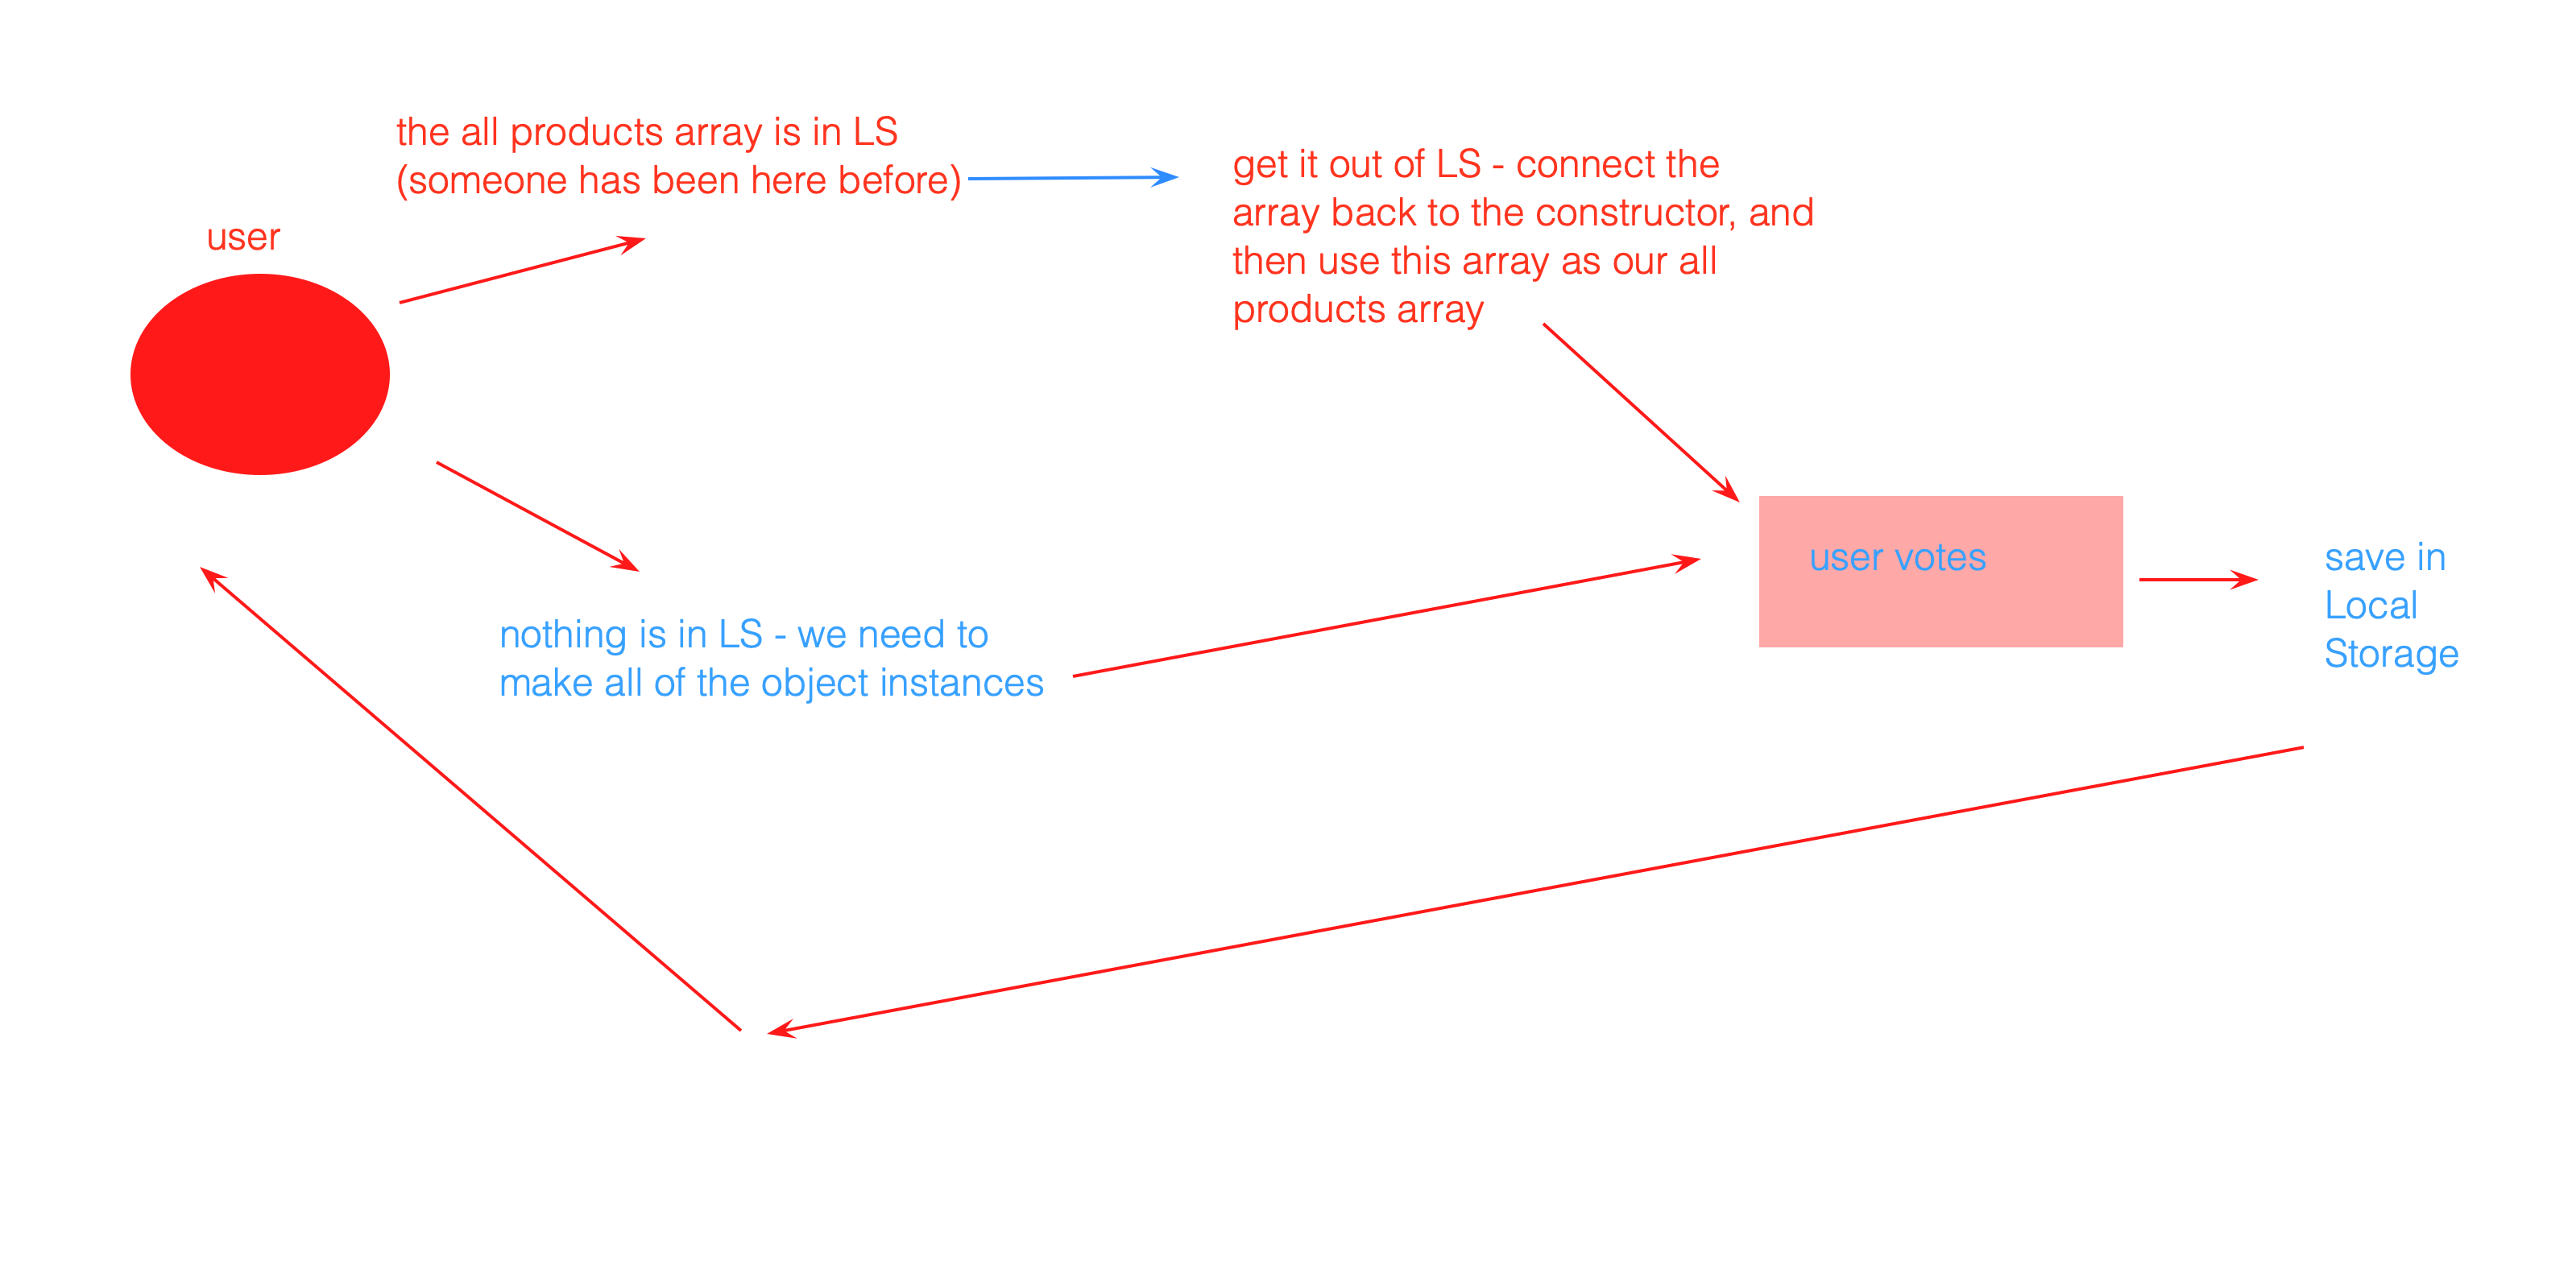 the all products array is in LS
(someone has been here before)
get it out of LS - connect the
array back to the constructor, and
then use this array as our all
products array
user
user votes
save in
Local
Storage
nothing is in LS - we need to
make all of the object instances